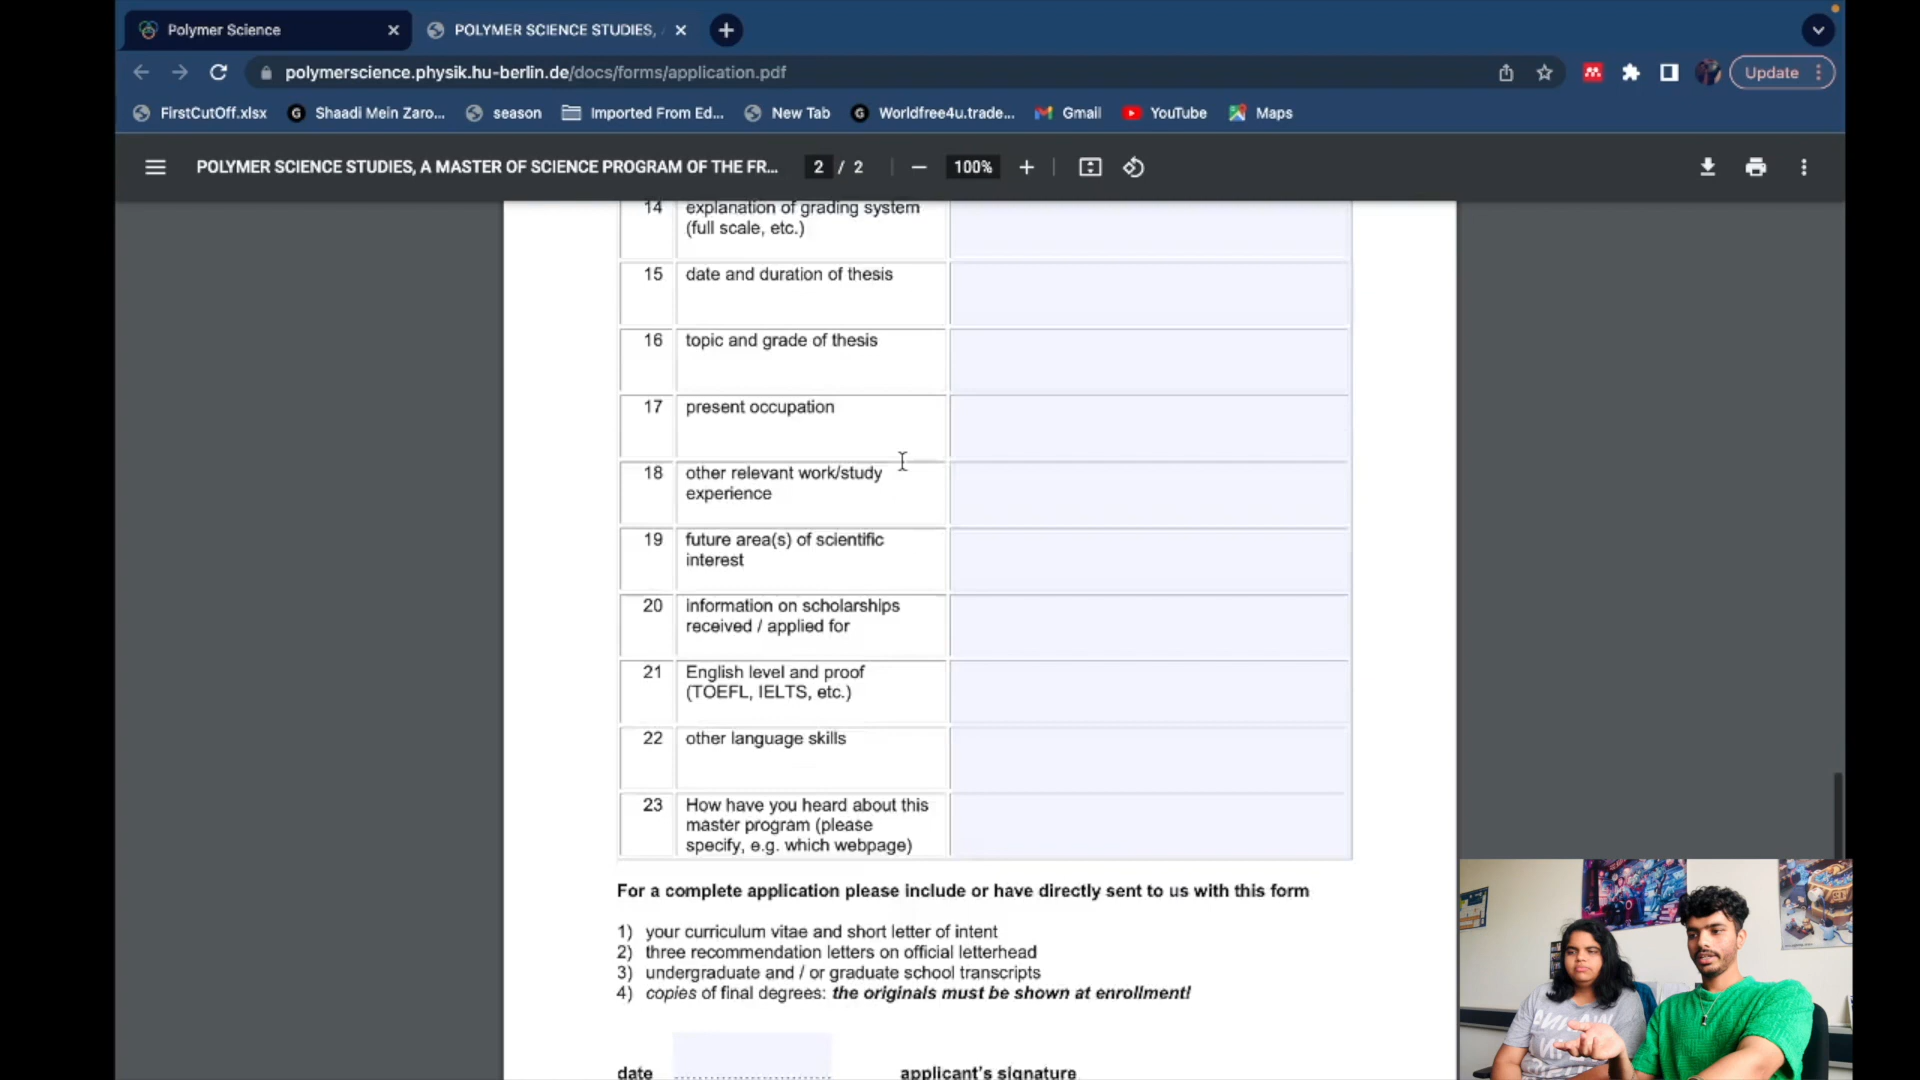 Polymer Science
POLYMER SCIENCE STUDIES,
polymerscience.physik.hu-berlin.de/docs/forms/application.pdf
Update
FirstCutOff.xlsx
Shaadi Mein Zaro...
season
Imported From Ed...
New Tab
Worldfree4u.trade...
Gmail
YouTube
Maps
POLYMER SCIENCE STUDIES, A MASTER OF SCIENCE PROGRAM OF THE FR...
2 / 2
100%
14 explanation of grading system
(full scale, etc.)
15 date and duration of thesis
16 topic and grade of thesis
17 present occupation
18 other relevant work/study
experience
19 future area(s) of scientific
interest
20 information on scholarships
received / applied for
21 English level and proof
(TOEFL, IELTS, etc.)
22 other language skills
23 How have you heard about this
master program (please
specify, e.g. which webpage)
For a complete application please include or have directly sent to us with this form
1) your curriculum vitae and short letter of intent
2) three recommendation letters on official letterhead
3) undergraduate and / or graduate school transcripts
4) copies of final degrees: the originals must be shown at enrollment!
date
applicant's signature